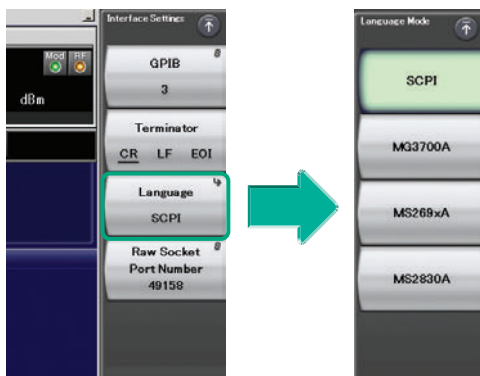 Interface Settings
Mod RF
dBm
GPIB
3
Terminator
CR LF EOI
Language
SCPI
Raw Socket
Port Number
49158
Language Mode
SCPI
MG3700A
MS269xA
MS2830A